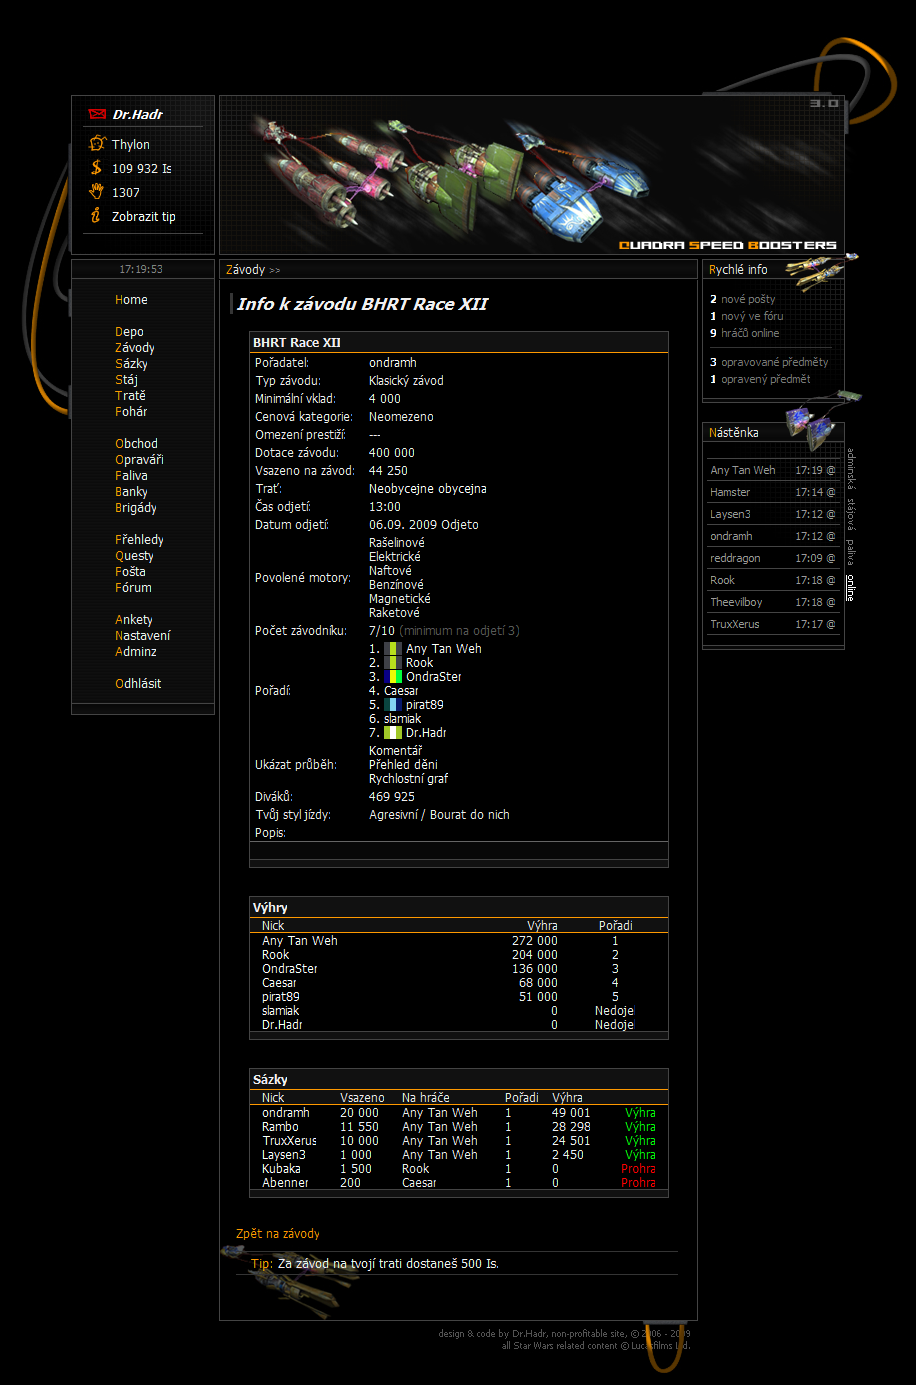 3.0
Dr.Hadr
Thylon
109 932 Is
1307
Zobrazit tip
Quadra Speed Boosters
17:19:53
Home
Depo
Závody
Sázky
Stáj
Tratě
Fohár
Obchod
Opraváři
Faliva
Banky
Brigády
Přehledy
Questy
Fošta
Fórum
Ankety
Nastavení
Adminz
Odhlásit
Závody >>
Info k závodu BHRT Race XII
BHRT Race XII
Pořadatel: ondramh
Typ závodu: Klasický závod
Minimální vklad: 4 000
Cenová kategorie: Neomezeno
Omezení prestiží: ---
Dotace závodu: 400 000
Vsazeno na závod: 44 250
Trať: Neobycejne obycejna
Čas odjetí: 13:00
Datum odjetí: 06.09. 2009 Odjeto
Povolené motory: Rašelinové
Elektrické
Naftové
Benzínové
Magnetické
Raketové
Počet závodníku: 7/10 (minimum na odjetí 3)
Pořadí: 1. Any Tan Weh
2. Rook
3. OndraSter
4. Caesar
5. pirat89
6. slamiak
7. Dr.Hadr
Ukázat průběh: Komentář
Přehled děni
Rychlostní graf
Diváků: 469 925
Tvůj styl jízdy: Agresivní / Bourat do nich
Popis:
Výhry
Nick Výhra Pořadi
Any Tan Weh 272 000 1
Rook 204 000 2
OndraSter 136 000 3
Caesar 68 000 4
pirat89 51 000 5
slamiak 0 Nedojel
Dr.Hadr 0 Nedojel
Sázky
Nick Vsazeno Na hráče Pořadi Výhra
ondramh 20 000 Any Tan Weh 1 49 001 Výhra
Rambo 11 550 Any Tan Weh 1 28 298 Výhra
TruxXerus 10 000 Any Tan Weh 1 24 501 Výhra
Laysen3 1 000 Any Tan Weh 1 2 450 Výhra
Kubaka 1 500 Rook 1 0 Prohra
Abenner 200 Caesar 1 0 Prohra
Zpět na závody
Tip: Za závod na tvojí trati dostaneš 500 Is.
Rychlé info
2 nové pošty
1 nový ve fóru
9 hráčů online
3 opravované předměty
1 opravený předmět
Nástěnka
Any Tan Weh 17:19 @
Hamster 17:14 @
Laysen3 17:12 @
ondramh 17:12 @
reddragon 17:09 @
Rook 17:18 @
Theevilboy 17:18 @
TruxXerus 17:17 @
adminská stájová paliva online
design & code by Dr.Hadr, non-profitable site, © 2006 - 2009
all Star Wars related content © Lucasfilms Ltd.